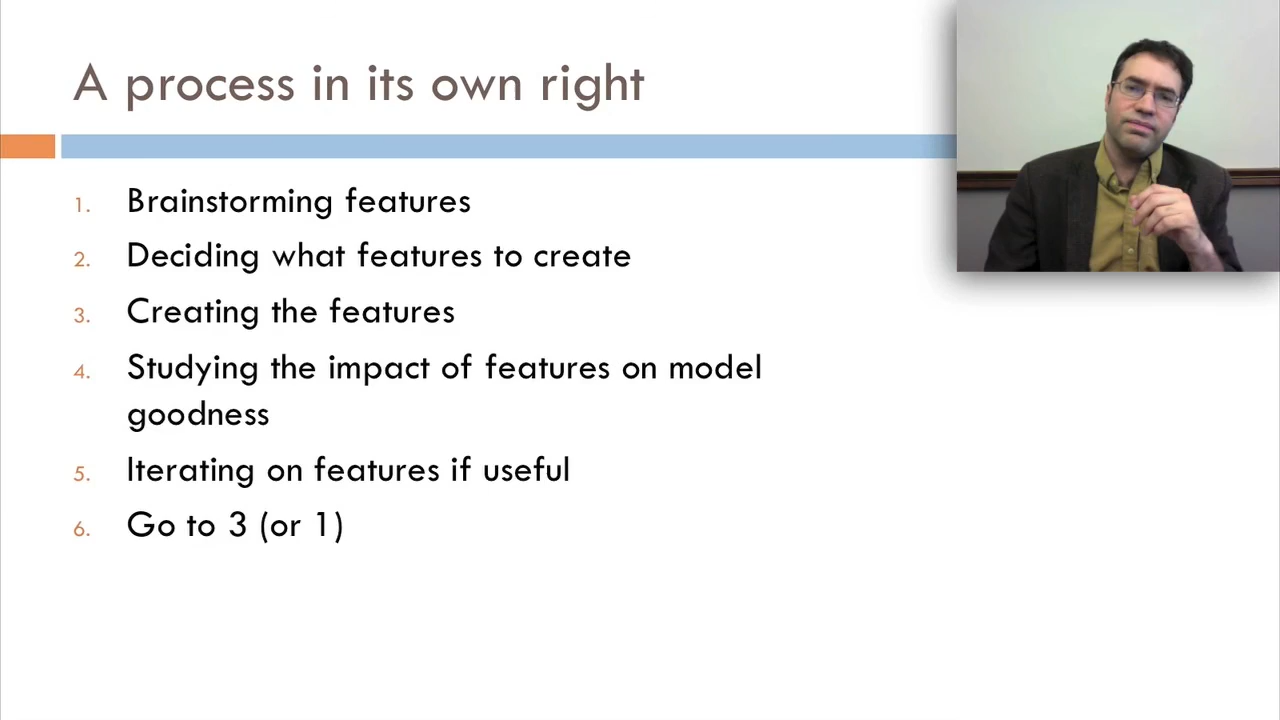 A process in its own right
1. Brainstorming features
2. Deciding what features to create
3. Creating the features
4. Studying the impact of features on model
goodness
5. Iterating on features if useful
6. Go to 3 (or 1)